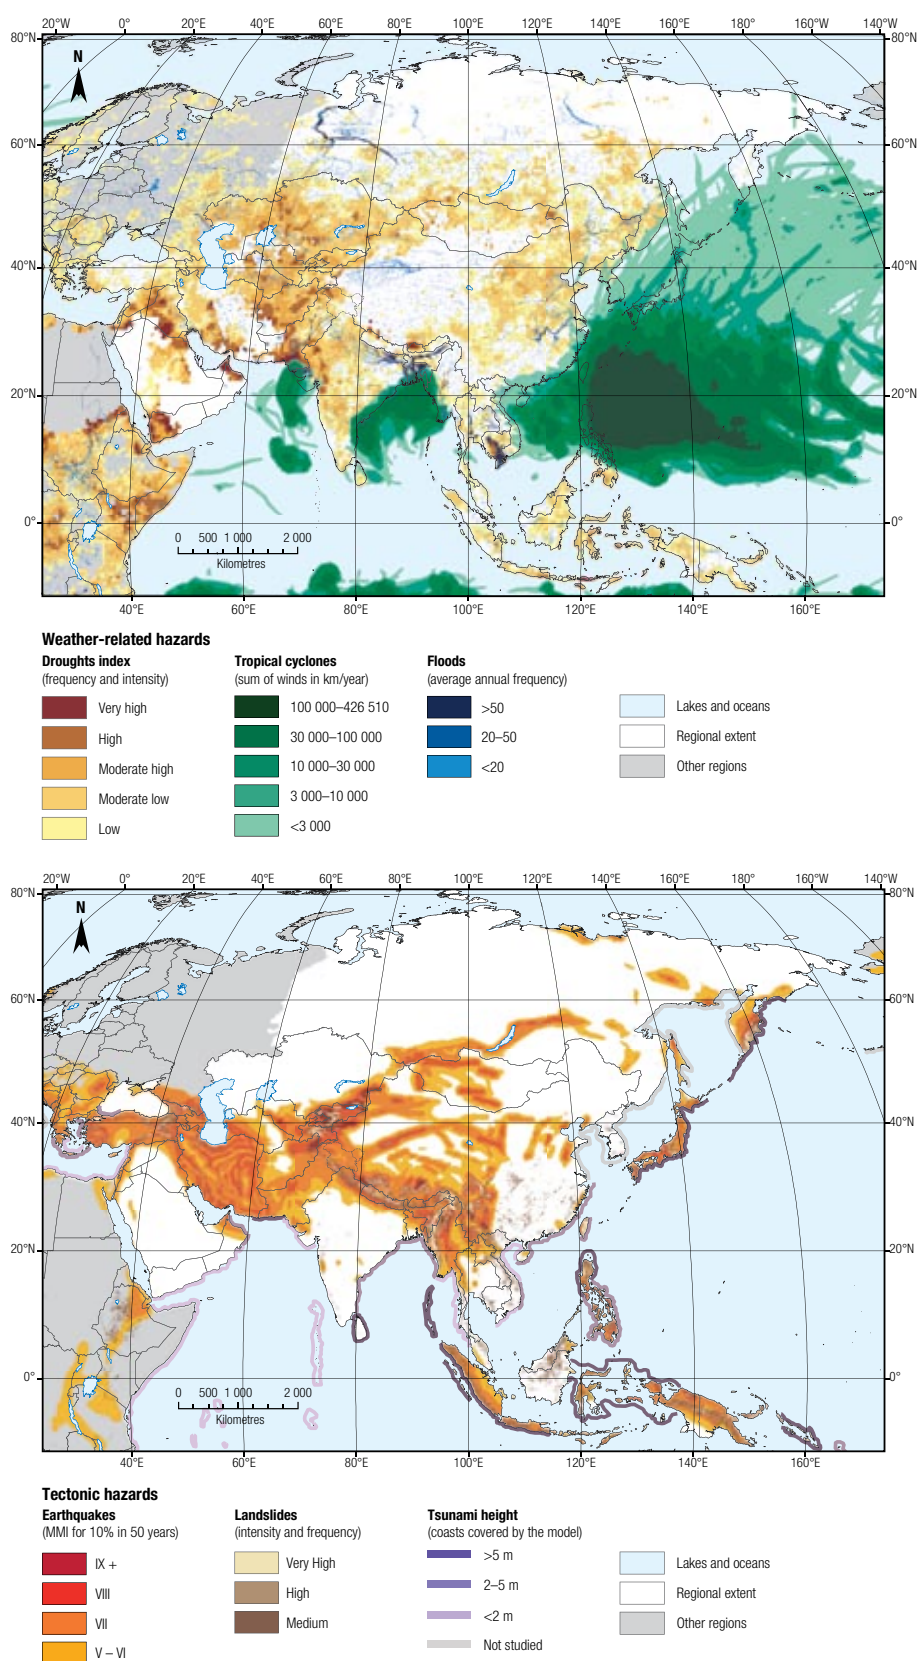 20°W 0° 20°E 40°E 60°E 80°E 100°E 120°E 140°E 160°E 180° 160°W 140°W
80°N 80°N
N
60°N 60°N
40°N 40°N
20°N 20°N
0° 0°
0 500 1 000 2 000
Kilometres
40°E 60°E 80°E 100°E 120°E 140°E 160°E
Weather-related hazards
Droughts index
(frequency and intensity)
Very high
High
Moderate high
Moderate low
Low
Tropical cyclones
(sum of winds in km/year)
100 000–426 510
30 000–100 000
10 000–30 000
3 000–10 000
<3 000
Floods
(average annual frequency)
>50
20–50
<20
Lakes and oceans
Regional extent
Other regions
20°W 0° 20°E 40°E 60°E 80°E 100°E 120°E 140°E 160°E 180° 160°W 140°W
80°N 80°N
N
60°N 60°N
40°N 40°N
20°N 20°N
0° 0°
0 500 1 000 2 000
Kilometres
40°E 60°E 80°E 100°E 120°E 140°E 160°E
Tectonic hazards
Earthquakes
(MMI for 10% in 50 years)
IX +
VIII
VII
V – VI
Landslides
(intensity and frequency)
Very High
High
Medium
Tsunami height
(coasts covered by the model)
>5 m
2–5 m
<2 m
Not studied
Lakes and oceans
Regional extent
Other regions